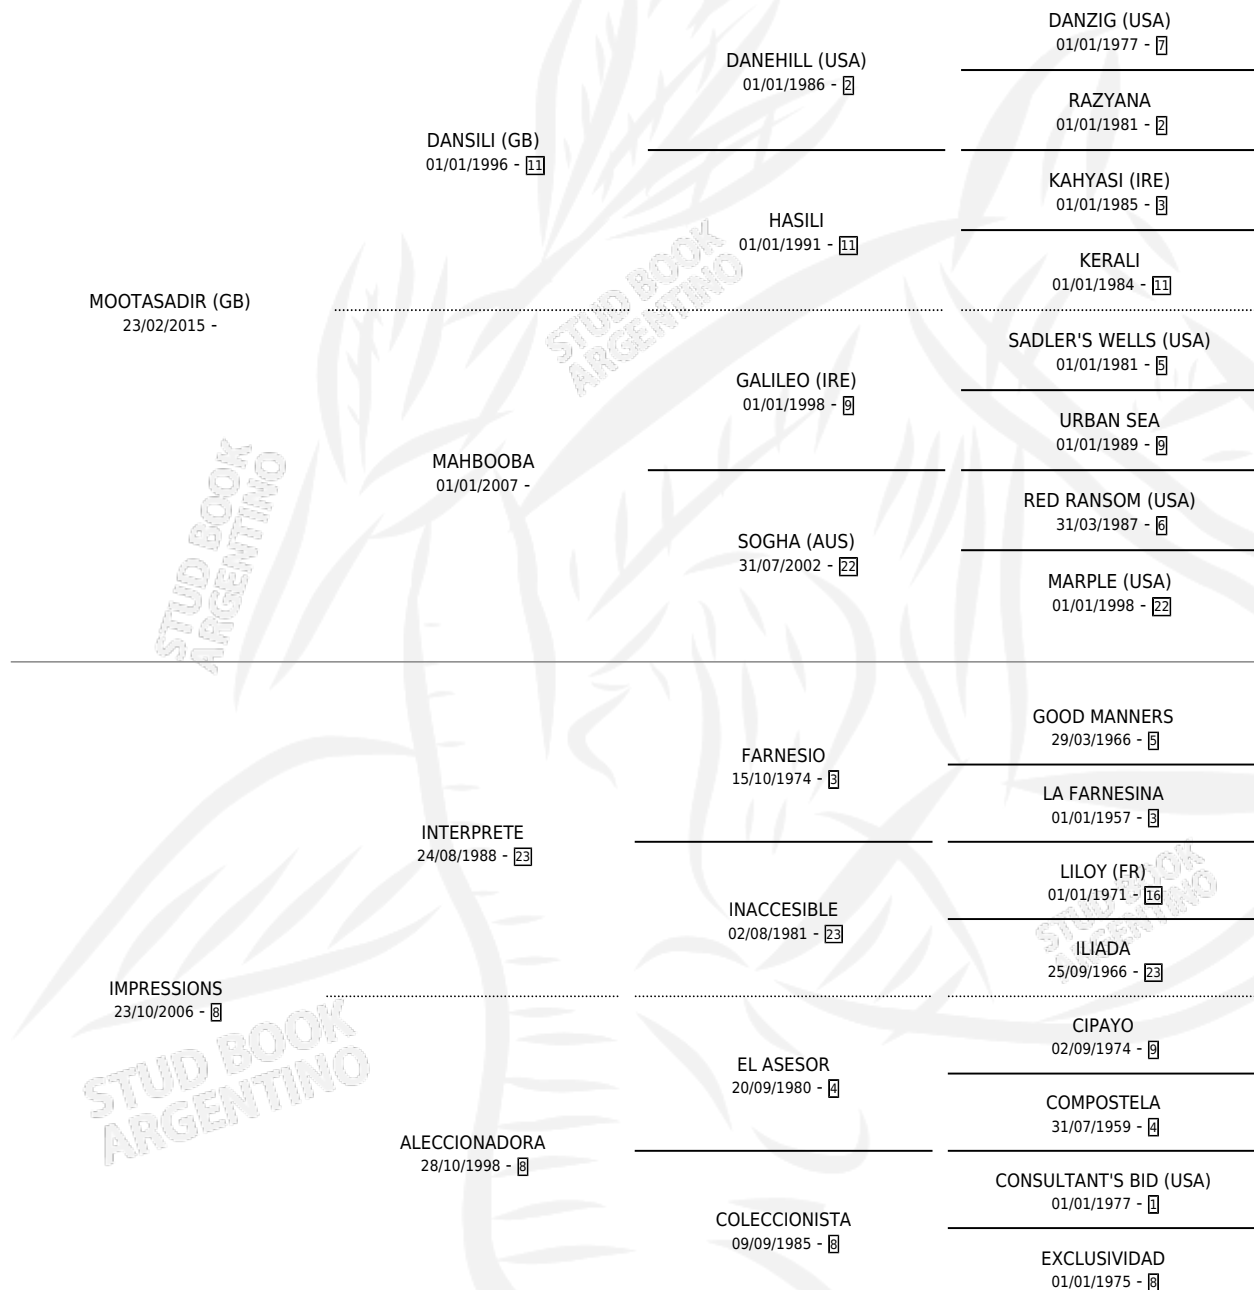 DANZIG (USA)
01/01/1977 - 7
DANEHILL (USA)
01/01/1986 - 2
RAZYANA
01/01/1981 - 2
DANSILI (GB)
01/01/1996 - 11
KAHYASI (IRE)
01/01/1985 - 3
HASILI
01/01/1991 - 11
KERALI
01/01/1984 - 11
MOOTASADIR (GB)
23/02/2015 -
SADLER'S WELLS (USA)
01/01/1981 - 5
GALILEO (IRE)
01/01/1998 - 9
URBAN SEA
01/01/1989 - 9
MAHBOOBA
01/01/2007 -
RED RANSOM (USA)
31/03/1987 - 6
SOGHA (AUS)
31/07/2002 - 22
MARPLE (USA)
01/01/1998 - 22
GOOD MANNERS
29/03/1966 - 5
FARNESIO
15/10/1974 - 3
LA FARNESINA
01/01/1957 - 3
INTERPRETE
24/08/1988 - 23
LILOY (FR)
01/01/1971 - 16
INACCESIBLE
02/08/1981 - 23
ILIADA
25/09/1966 - 23
IMPRESSIONS
23/10/2006 - 8
CIPAYO
02/09/1974 - 9
EL ASESOR
20/09/1980 - 4
COMPOSTELA
31/07/1959 - 4
ALECCIONADORA
28/10/1998 - 8
CONSULTANT'S BID (USA)
01/01/1977 - 1
COLECCIONISTA
09/09/1985 - 8
EXCLUSIVIDAD
01/01/1975 - 8
STUD BOOK
ARGENTINO
STUD BOOK
ARGENTINO
STUD BOOK
ARGENTINO
STUD BOOK
ARGENTINO